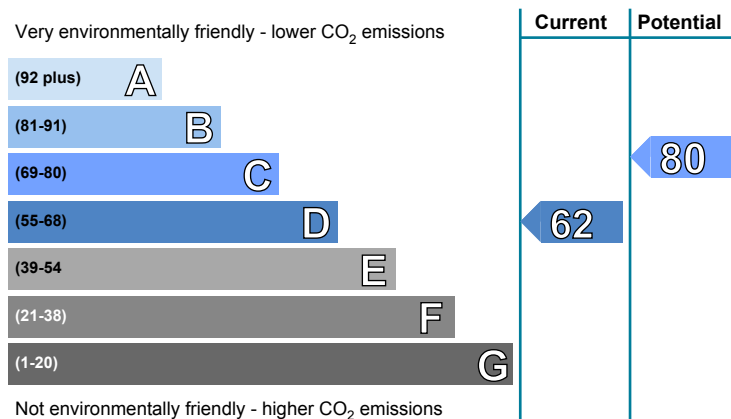 Current Potential
Very environmentally friendly - lower CO2 emissions
(92 plus) A
(81-91) B
(69-80) C
80
(55-68) D
62
(39-54 E
(21-38) F
(1-20) G
Not environmentally friendly - higher CO2 emissions